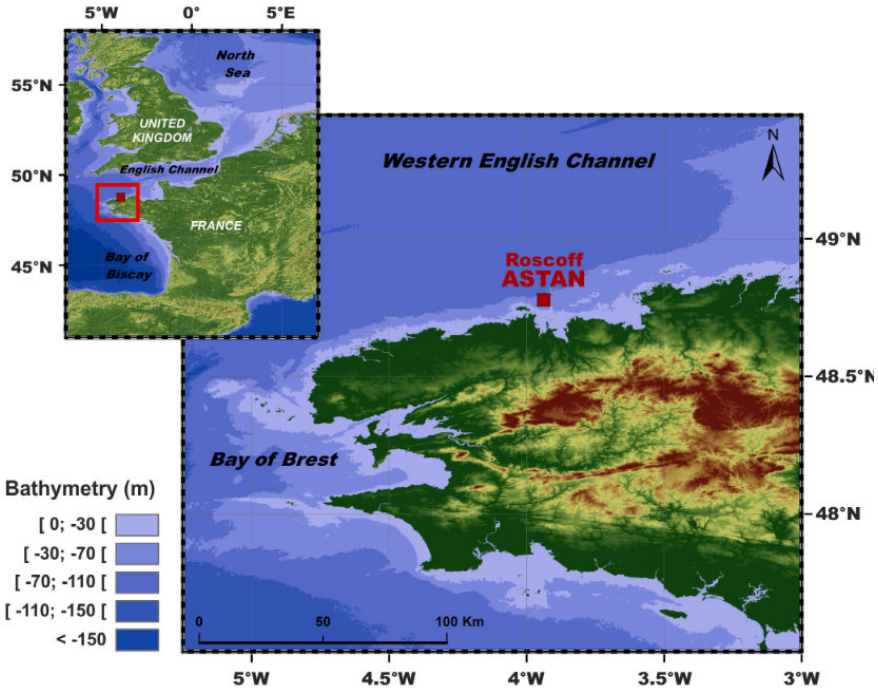 5°W 0° 5°E
55°N
50°N
45°N
North
Sea
UNITED
KINGDOM
English Channel
FRANCE
Bay of
Biscay
Western English Channel
N
Roscoff
ASTAN
Bay of Brest
49°N
48.5°N
48°N
Bathymetry (m)
[ 0; -30 [
[ -30; -70 [
[ -70; -110 [
[ -110; -150 [
< -150
0 50 100 Km
5°W 4.5°W 4°W 3.5°W 3°W